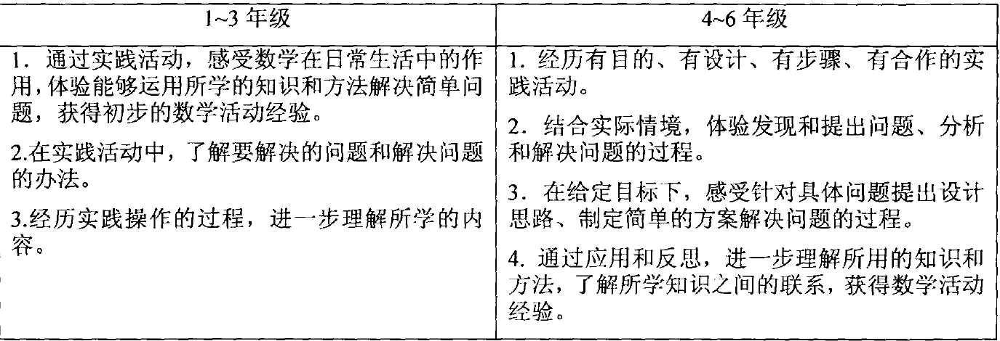 1~3 年级
1．通过实践活动，感受数学在日常生活中的作
用，体验能够运用所学的知识和方法解决简单问
题，获得初步的数学活动经验。
2.在实践活动中，了解要解决的问题和解决问题
的办法。
3.经历实践操作的过程，进一步理解所学的内
容。
4~6 年级
1. 经历有目的、有设计、有步骤、有合作的实
践活动。
2．结合实际情境，体验发现和提出问题、分析
和解决问题的过程。
3．在给定目标下，感受针对具体问题提出设计
思路、制定简单的方案解决问题的过程。
4. 通过应用和反思，进一步理解所用的知识和
方法，了解所学知识之间的联系，获得数学活动
经验。